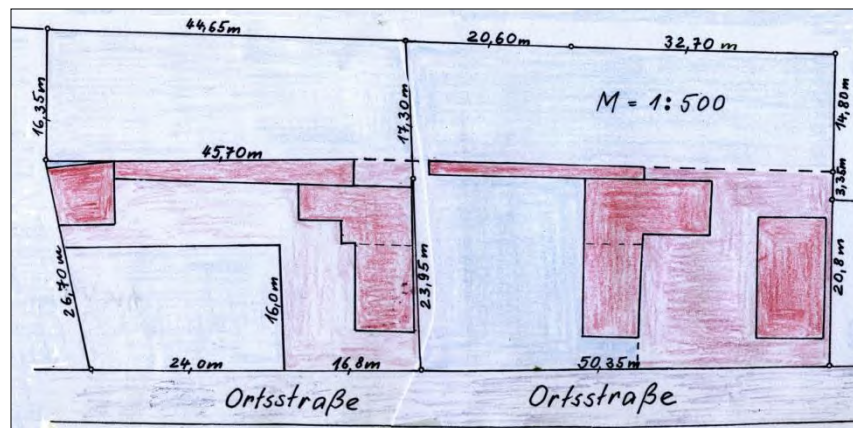 44,65m
20,60m
32,70 m
16,35m
17,30m
M = 1:500
14,80m
45,70m
3,35m
26,70m
16,0m
23,95m
20,8m
24,0m
16,8m
50,35m
Ortsstraße
Ortsstraße